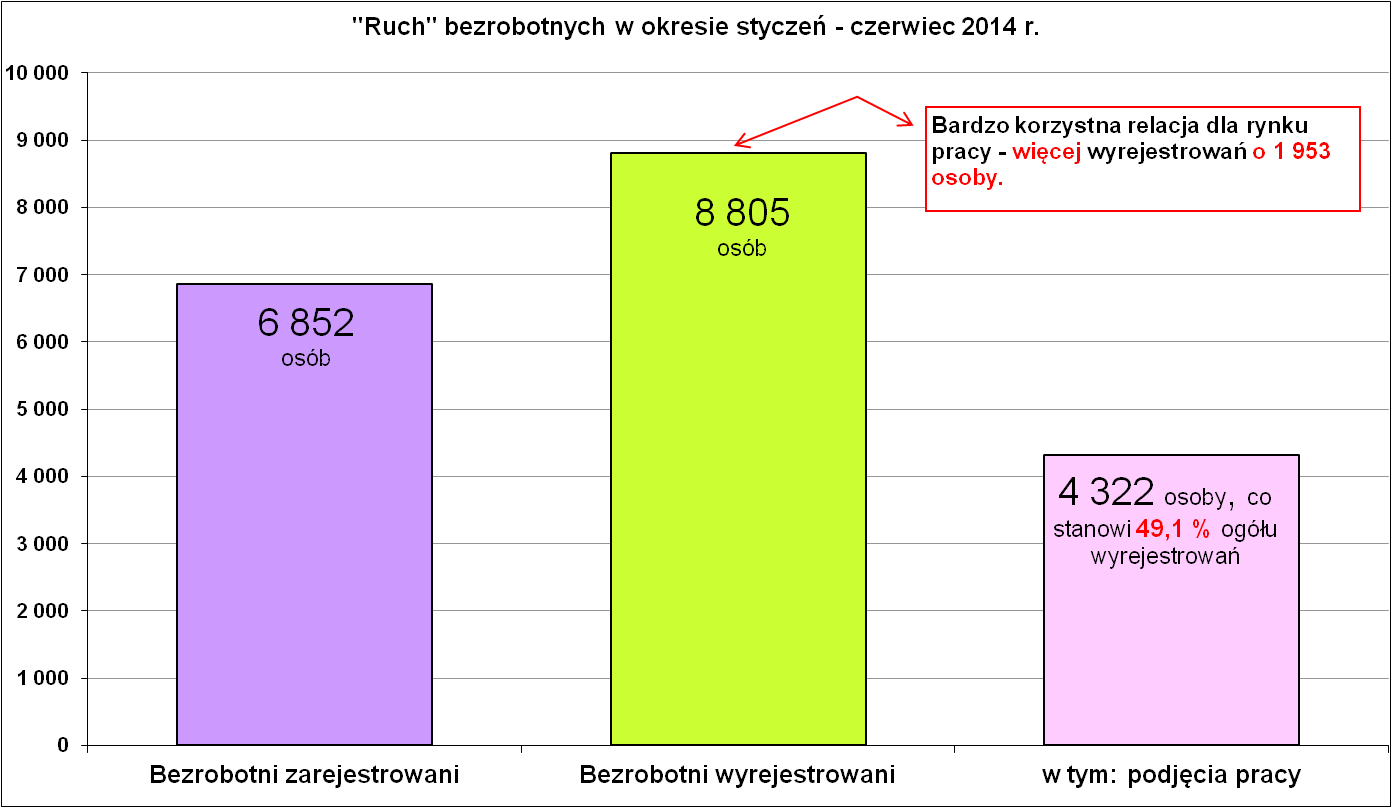 "Ruch" bezrobotnych w okresie styczeń - czerwiec 2014 r.
10 000
9 000
8 000
7 000
6 000
5 000
4 000
3 000
2 000
1 000
0
Bardzo korzystna relacja dla rynku
pracy - więcej wyrejestrowań o 1 953
osoby.
6 852
osób
8 805
osób
4 322 osoby, co
stanowi 49,1 % ogółu
wyrejestrowań
Bezrobotni zarejestrowani
Bezrobotni wyrejestrowani
w tym: podjęcia pracy